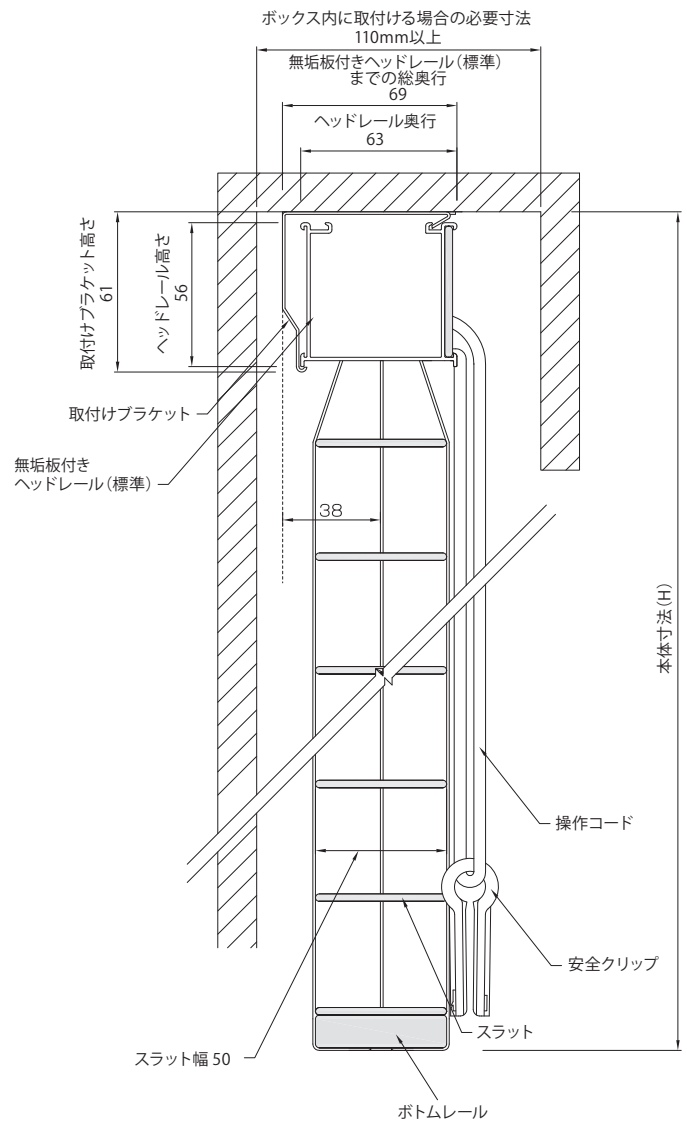 ボックス内に取付ける場合の必要寸法
110mm以上
無垢板付きヘッドレール(標準)
までの総奥行
69
ヘッドレール奥行
63
取付けブラケット高さ
61
ヘッドレール高さ
56
取付けブラケット
無垢板付き
ヘッドレール(標準)
38
本体寸法(H)
操作コード
安全クリップ
スラット
スラット幅 50
ボトムレール